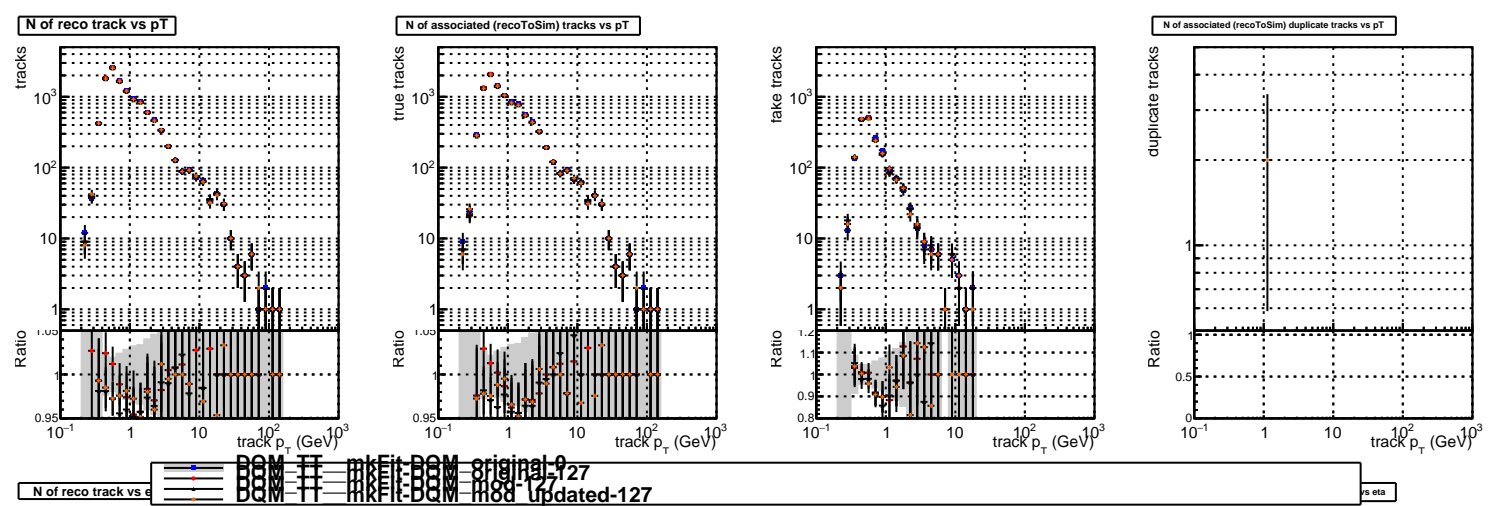 N of reco track vs pT
N of associated (recoToSim) tracks vs pT
N of associated (recoToSim) duplicate tracks vs pT
tracks
10³
10²
10
1
Ratio
1.05
1
0.95
10⁻¹ 1 10 10² 10³
track p_T (GeV)
true tracks
10³
10²
10
1
Ratio
1.05
1
0.95
10⁻¹ 1 10 10² 10³
track p_T (GeV)
fake tracks
10³
10²
10
1
Ratio
1.2
1.1
1
0.9
0.8
10⁻¹ 1 10 10² 10³
track p_T (GeV)
duplicate tracks
1
Ratio
1
0.5
0
10⁻¹ 1 10 10² 10³
track p_T (GeV)
DQM_TT__mkFit-DQM_original-0
DQM_TT__mkFit-DQM_original-127
DQM_TT__mkFit-DQM_mod-127
DQM_TT__mkFit-DQM_mod_updated-127
N of reco track vs e
vs eta